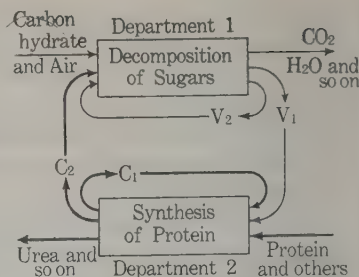 Department 1
Carbon
hydrate
and Air
Decomposition
of Sugars
CO2
H2O and
so on
V2
V1
C2
C1
Synthesis
of Protein
Urea and
so on
Department 2
Protein
and others